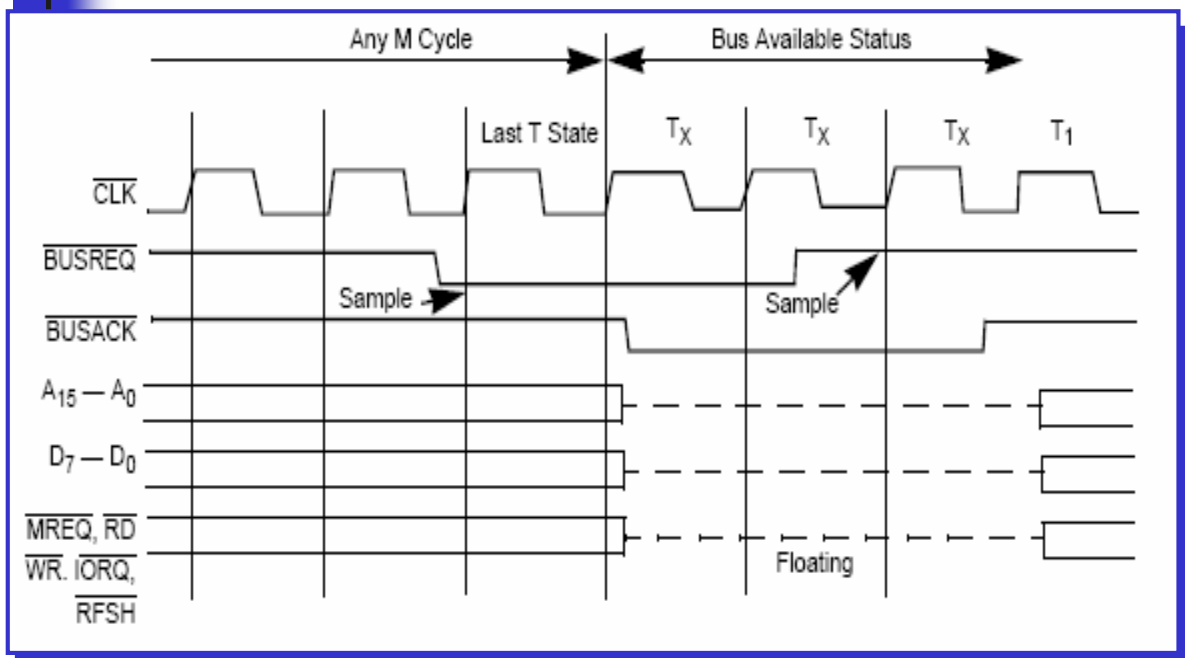 Any M Cycle Bus Available Status
Last T State TX TX TX T1
CLK
BUSREQ
Sample Sample
BUSACK
A15 — A0
D7 — D0
MREQ, RD
Floating
WR. IORQ,
RFSH